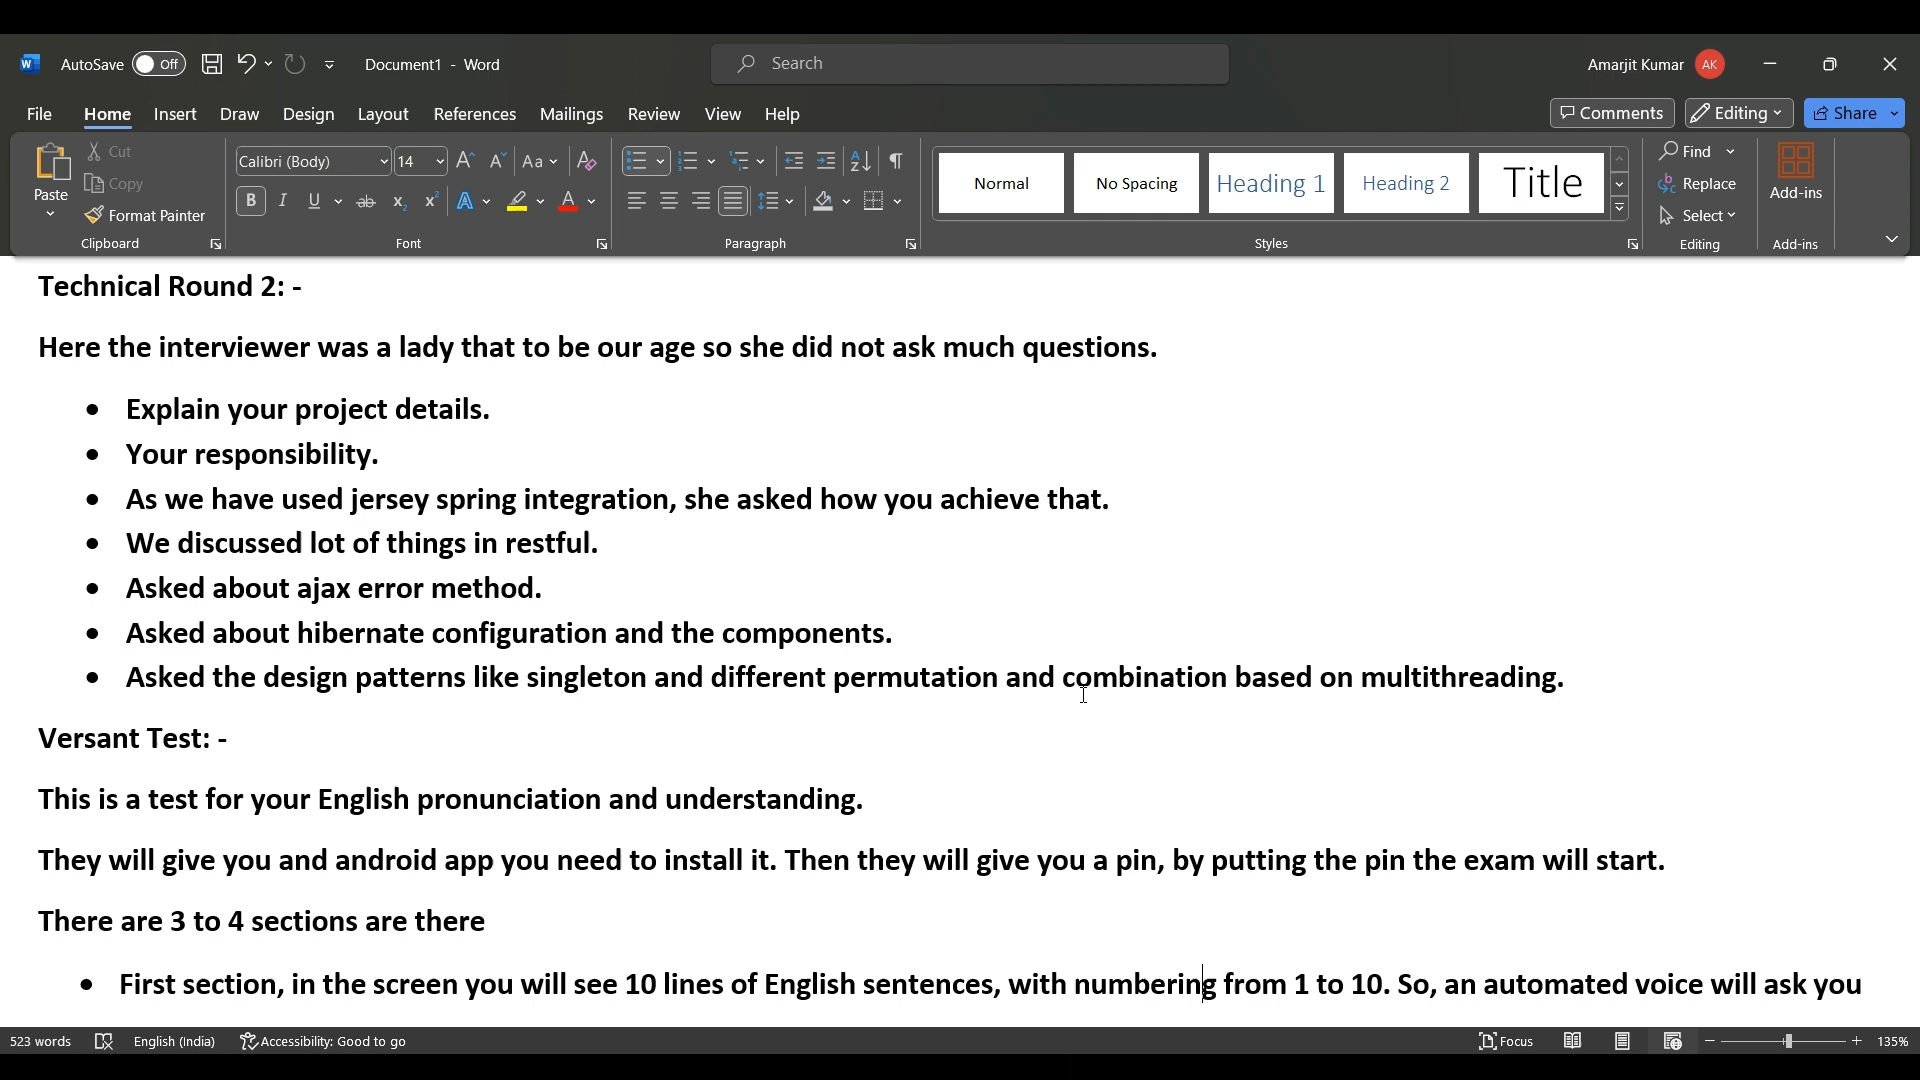 AutoSave Off Document1 - Word Search Amarjit Kumar AK
File Home Insert Draw Design Layout References Mailings Review View Help Comments Editing Share
Paste Cut Copy Format Painter Clipboard
Calibri (Body) 14 Aa B I U ab x₂ x² A A Font
Paragraph
Normal No Spacing Heading 1 Heading 2 Title Styles
Find Replace Select Editing
Add-ins Add-ins
Technical Round 2: -
Here the interviewer was a lady that to be our age so she did not ask much questions.
• Explain your project details.
• Your responsibility.
• As we have used jersey spring integration, she asked how you achieve that.
• We discussed lot of things in restful.
• Asked about ajax error method.
• Asked about hibernate configuration and the components.
• Asked the design patterns like singleton and different permutation and combination based on multithreading.
Versant Test: -
This is a test for your English pronunciation and understanding.
They will give you and android app you need to install it. Then they will give you a pin, by putting the pin the exam will start.
There are 3 to 4 sections are there
• First section, in the screen you will see 10 lines of English sentences, with numbering from 1 to 10. So, an automated voice will ask you
523 words English (India) Accessibility: Good to go Focus 135%